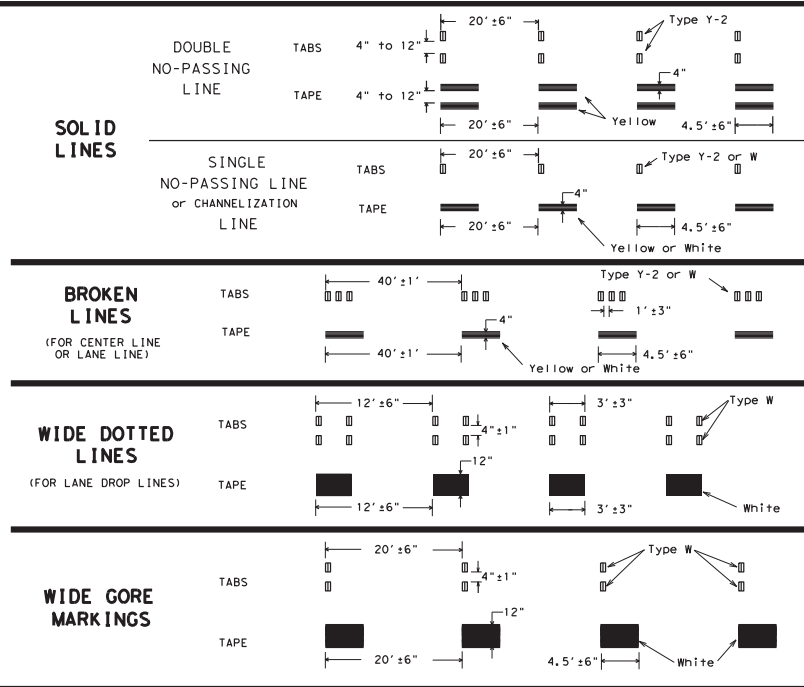 SOLID
LINES
DOUBLE
NO-PASSING
LINE
TABS
4" to 12"
20'±6"
Type Y-2
TAPE
4" to 12"
4"
20'±6"
Yellow
4.5'±6"
SINGLE
NO-PASSING LINE
or CHANNELIZATION
LINE
TABS
20'±6"
Type Y-2 or W
TAPE
4"
20'±6"
4.5'±6"
Yellow or White
BROKEN
LINES
(FOR CENTER LINE
OR LANE LINE)
TABS
40'±1'
Type Y-2 or W
1'±3"
TAPE
4"
40'±1'
4.5'±6"
Yellow or White
WIDE DOTTED
LINES
(FOR LANE DROP LINES)
TABS
12'±6"
3'±3"
Type W
4"±1"
TAPE
12"
12'±6"
3'±3"
White
WIDE GORE
MARKINGS
TABS
20'±6"
Type W
4"±1"
TAPE
12"
20'±6"
4.5'±6"
White